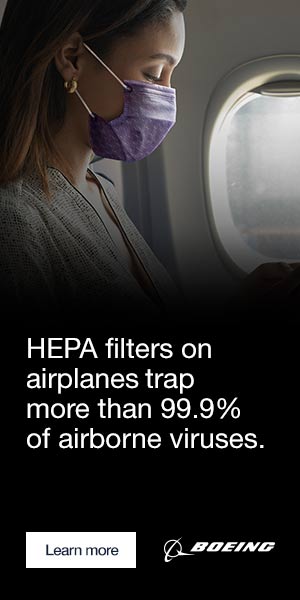 HEPA filters on
airplanes trap
more than 99.9%
of airborne viruses.
Learn more
BOEING